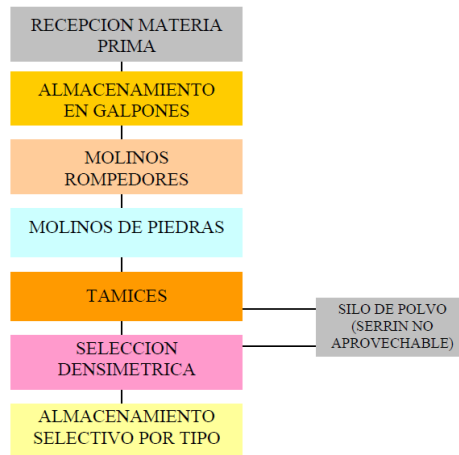 RECEPCION MATERIA
PRIMA
ALMACENAMIENTO
EN GALPONES
MOLINOS
ROMPEDORES
MOLINOS DE PIEDRAS
TAMICES
SILO DE POLVO
(SERRIN NO
APROVECHABLE)
SELECCION
DENSIMETRICA
ALMACENAMIENTO
SELECTIVO POR TIPO